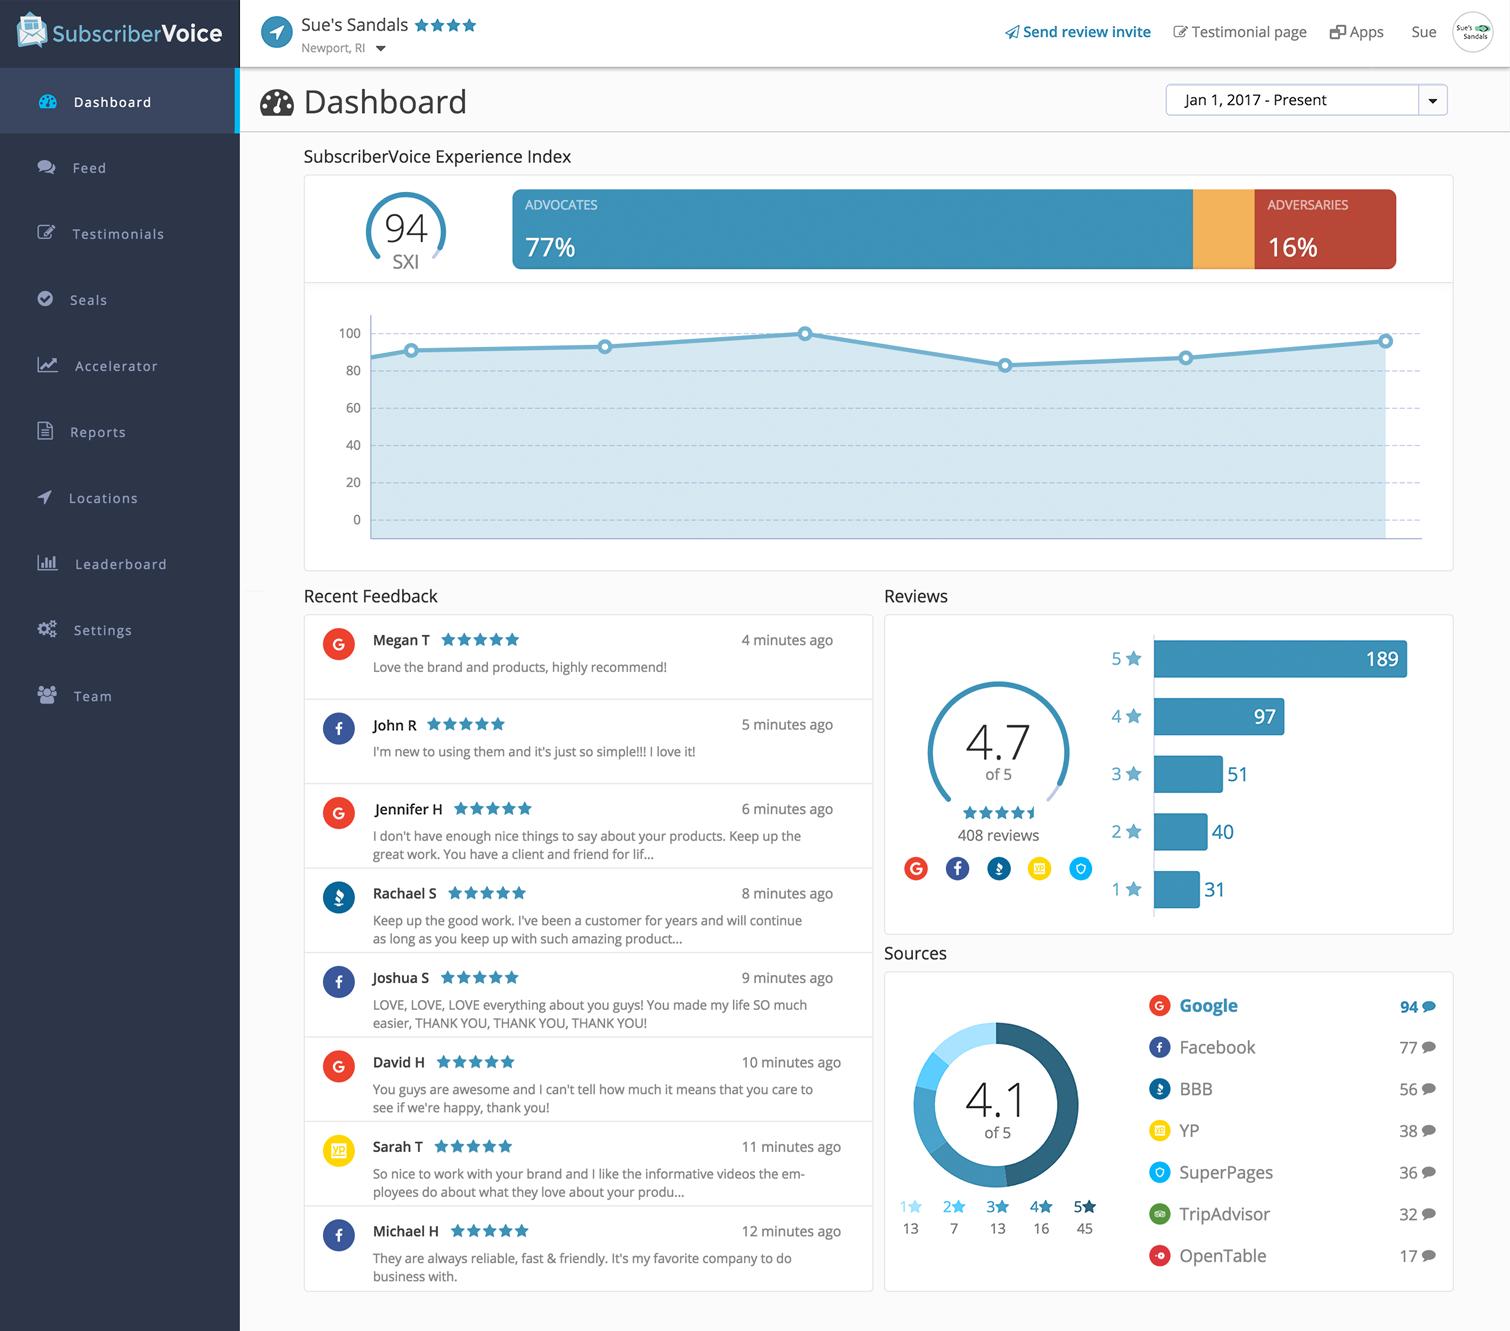 SubscriberVoice
Sue's Sandals
Newport, RI
Send review invite
Testimonial page
Apps
Sue
Sue's
Sandals
Dashboard
Feed
Testimonials
Seals
Accelerator
Reports
Locations
Leaderboard
Settings
Team
Dashboard
Jan 1, 2017 - Present
SubscriberVoice Experience Index
94
SXI
ADVOCATES
77%
ADVERSARIES
16%
100
80
60
40
20
0
Recent Feedback
G
Megan T
4 minutes ago
Love the brand and products, highly recommend!
f
John R
5 minutes ago
I'm new to using them and it's just so simple!!! I love it!
G
Jennifer H
6 minutes ago
I don't have enough nice things to say about your products. Keep up the
great work. You have a client and friend for lif...
Rachael S
8 minutes ago
Keep up the good work. I've been a customer for years and will continue
as long as you keep up with such amazing product...
f
Joshua S
9 minutes ago
LOVE, LOVE, LOVE everything about you guys! You made my life SO much
easier, THANK YOU, THANK YOU, THANK YOU!
G
David H
10 minutes ago
You guys are awesome and I can't tell how much it means that you care to
see if we're happy, thank you!
YP
Sarah T
11 minutes ago
So nice to work with your brand and I like the informative videos the em-
ployees do about what they love about your produ...
f
Michael H
12 minutes ago
They are always reliable, fast & friendly. It's my favorite company to do
business with.
Reviews
4.7
of 5
408 reviews
G
f
YP
5
189
4
97
3
51
2
40
1
31
Sources
4.1
of 5
1
2
3
4
5
13
7
13
16
45
G
Google
94
f
Facebook
77
BBB
56
YP
YP
38
SuperPages
36
TripAdvisor
32
OpenTable
17